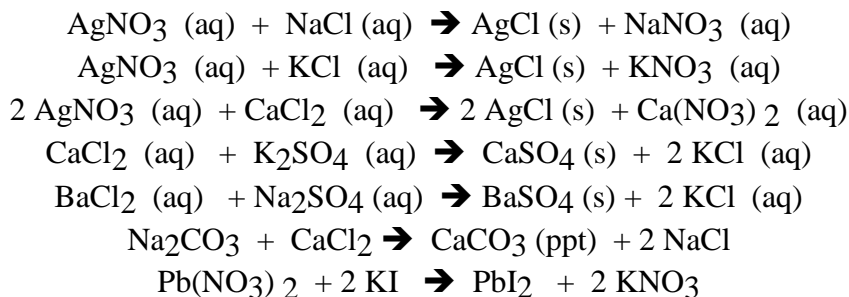 AgNO3 (aq) + NaCl (aq) ➔ AgCl (s) + NaNO3 (aq)
AgNO3 (aq) + KCl (aq) ➔ AgCl (s) + KNO3 (aq)
2 AgNO3 (aq) + CaCl2 (aq) ➔ 2 AgCl (s) + Ca(NO3) 2 (aq)
CaCl2 (aq) + K2SO4 (aq) ➔ CaSO4 (s) + 2 KCl (aq)
BaCl2 (aq) + Na2SO4 (aq) ➔ BaSO4 (s) + 2 KCl (aq)
Na2CO3 + CaCl2 ➔ CaCO3 (ppt) + 2 NaCl
Pb(NO3) 2 + 2 KI ➔ PbI2 + 2 KNO3